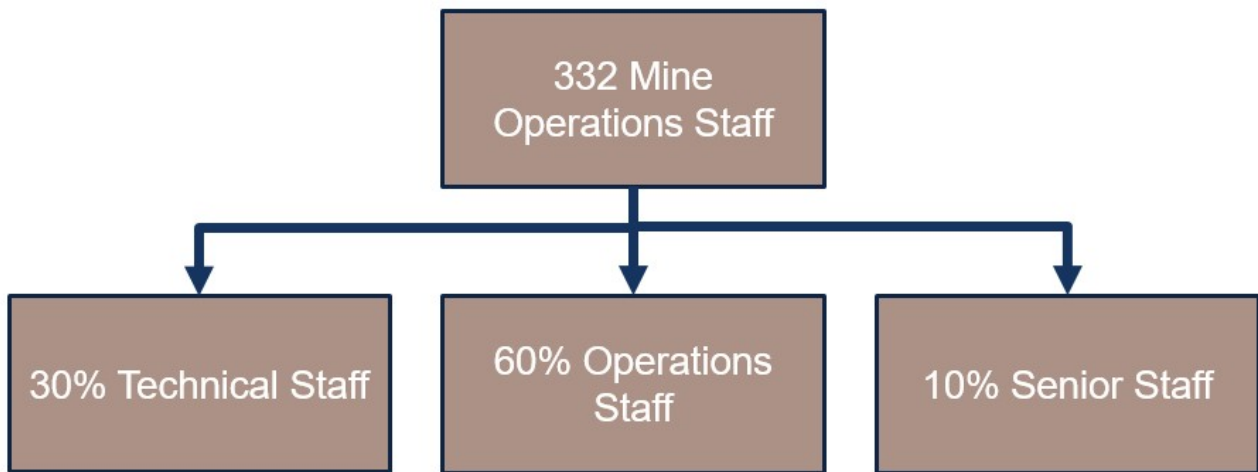 332 Mine
Operations Staff
30% Technical Staff
60% Operations
Staff
10% Senior Staff